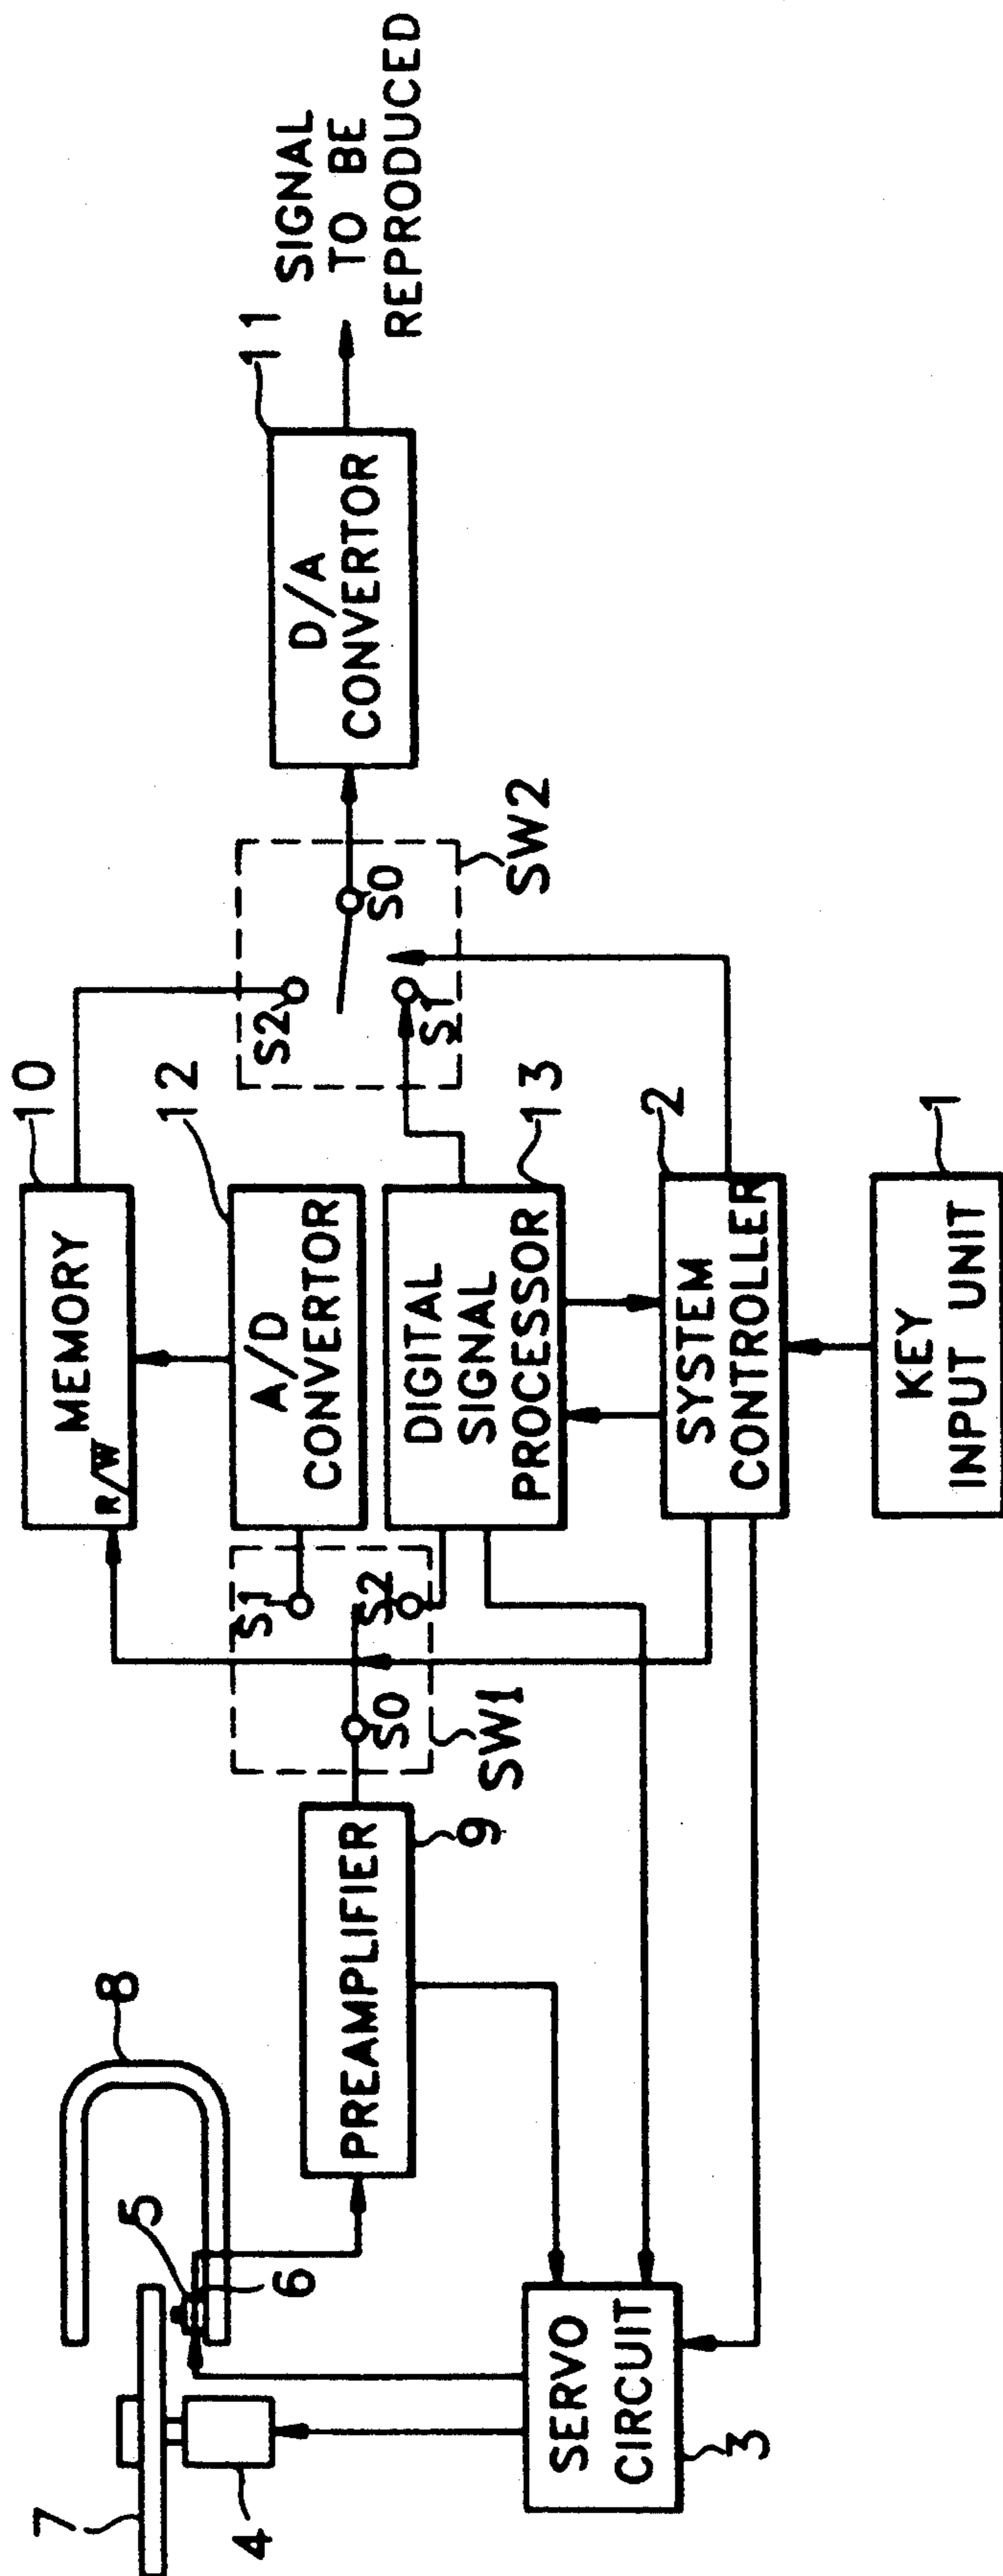 7
4
8
5
6
SERVO
CIRCUIT
3
PREAMPLIFIER
9
S0
S1
S2
SW1
MEMORY
R/W
10
A/D
CONVERTOR
12
DIGITAL
SIGNAL
PROCESSOR
13
SYSTEM
CONTROLLER
2
KEY
INPUT UNIT
1
S2
S1
S0
SW2
D/A
CONVERTOR
11
SIGNAL
TO BE
REPRODUCED